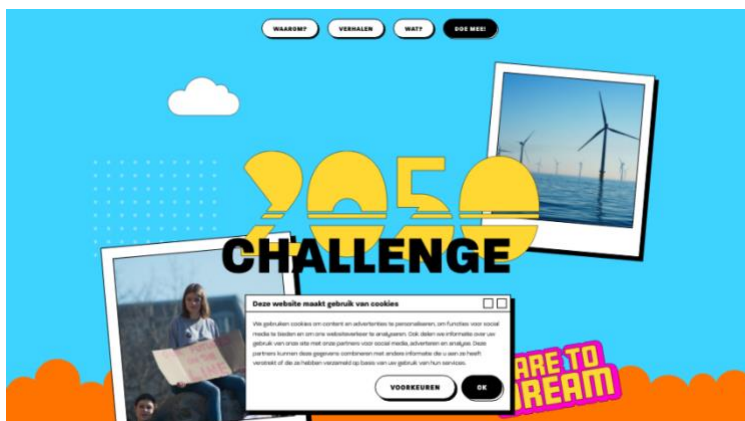 WAAROM?
VERHALEN
WAT?
DOE MEE!
2050
CHALLENGE
Deze website maakt gebruik van cookies
We gebruiken cookies om content en advertenties te personaliseren, om functies voor social
media te bieden en om ons websiteverkeer te analyseren. Ook delen we informatie over uw
gebruik van onze site met onze partners voor social media, adverteren en analyse. Deze
partners kunnen deze gegevens combineren met andere informatie die u aan ze heeft
verstrekt of die ze hebben verzameld op basis van uw gebruik van hun services.
VOORKEUREN
OK
ARE TO
DREAM